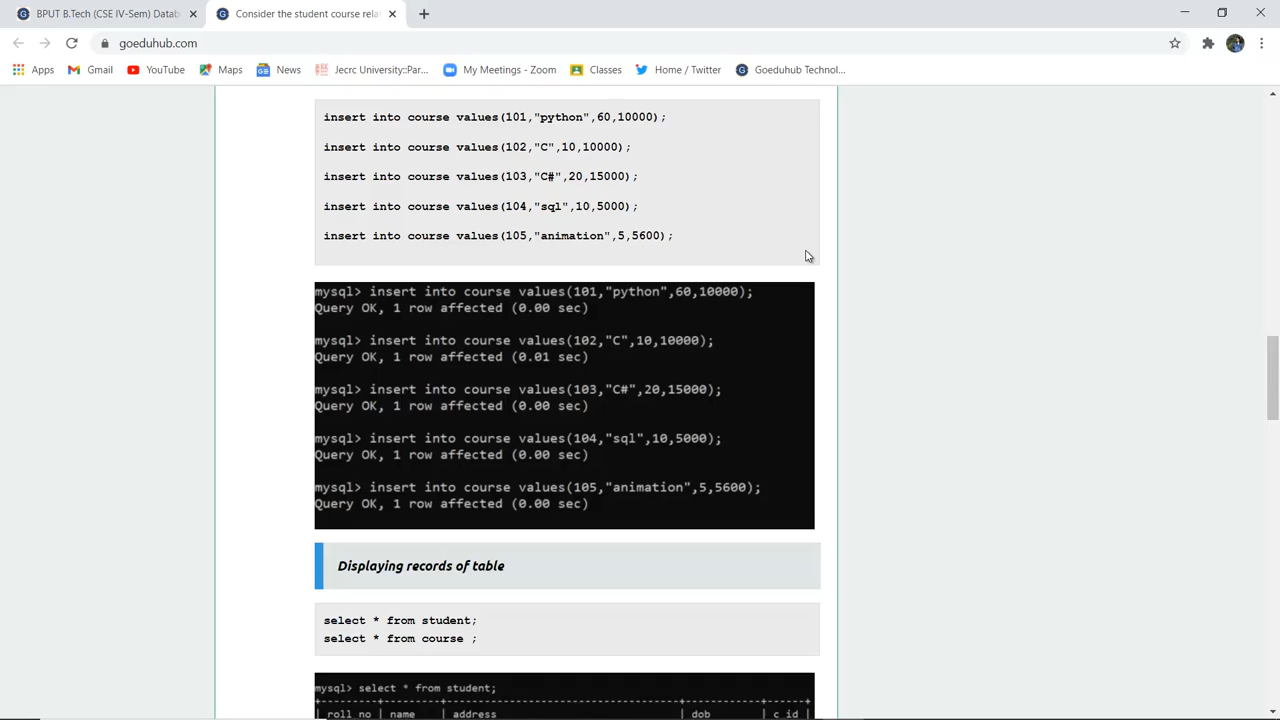 BPUT B.Tech (CSE IV-Sem) Datab
Consider the student course rela
goeduhub.com
Apps
Gmail
YouTube
Maps
News
Jecrc University::Par...
My Meetings - Zoom
Classes
Home / Twitter
Goeduhub Technol...
insert into course values(101,"python",60,10000);
insert into course values(102,"C",10,10000);
insert into course values(103,"C#",20,15000);
insert into course values(104,"sql",10,5000);
insert into course values(105,"animation",5,5600);
mysql> insert into course values(101,"python",60,10000);
Query OK, 1 row affected (0.00 sec)
mysql> insert into course values(102,"C",10,10000);
Query OK, 1 row affected (0.01 sec)
mysql> insert into course values(103,"C#",20,15000);
Query OK, 1 row affected (0.00 sec)
mysql> insert into course values(104,"sql",10,5000);
Query OK, 1 row affected (0.00 sec)
mysql> insert into course values(105,"animation",5,5600);
Query OK, 1 row affected (0.00 sec)
Displaying records of table
select * from student;
select * from course ;
mysql> select * from student;
+---------+--------+------------------------------+----------+------+
| roll_no | name | address | dob | c_id |